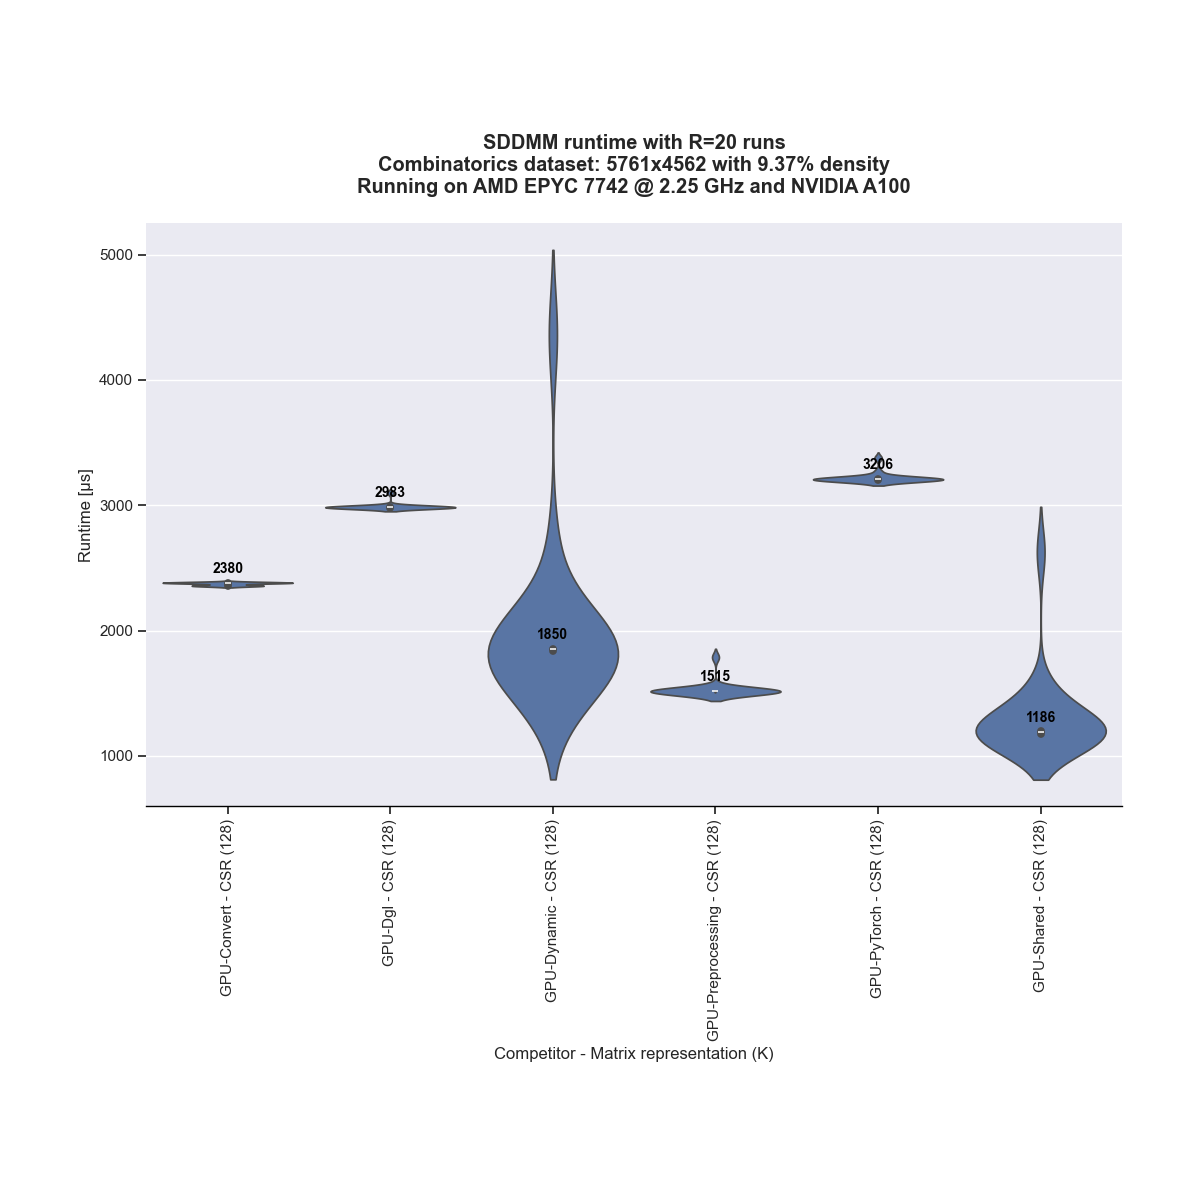 SDDMM runtime with R=20 runs
Combinatorics dataset: 5761x4562 with 9.37% density
Running on AMD EPYC 7742 @ 2.25 GHz and NVIDIA A100
Runtime [µs]
5000
4000
3000
2000
1000
2380
2983
1850
1515
3206
1186
GPU-Convert - CSR (128)
GPU-Dgl - CSR (128)
GPU-Dynamic - CSR (128)
GPU-Preprocessing - CSR (128)
GPU-PyTorch - CSR (128)
GPU-Shared - CSR (128)
Competitor - Matrix representation (K)